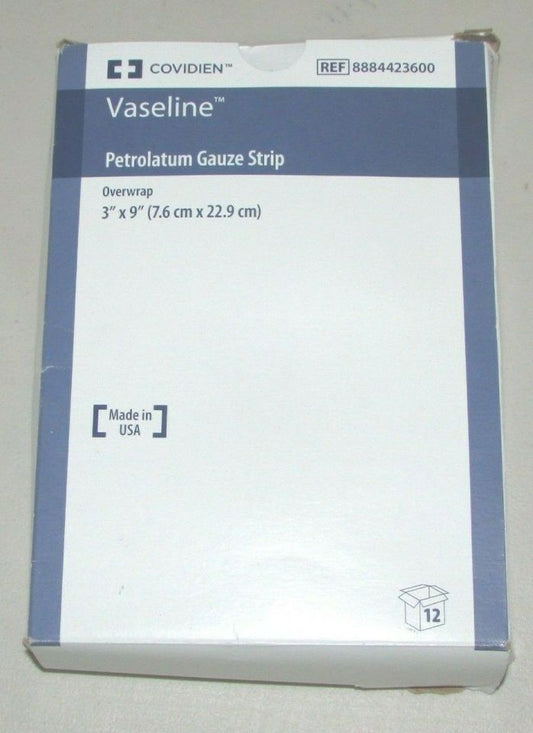 COVIDIEN™
REF 8884423600
Vaseline™
Petrolatum Gauze Strip
Overwrap
3" x 9" (7.6 cm x 22.9 cm)
Made in
USA
12